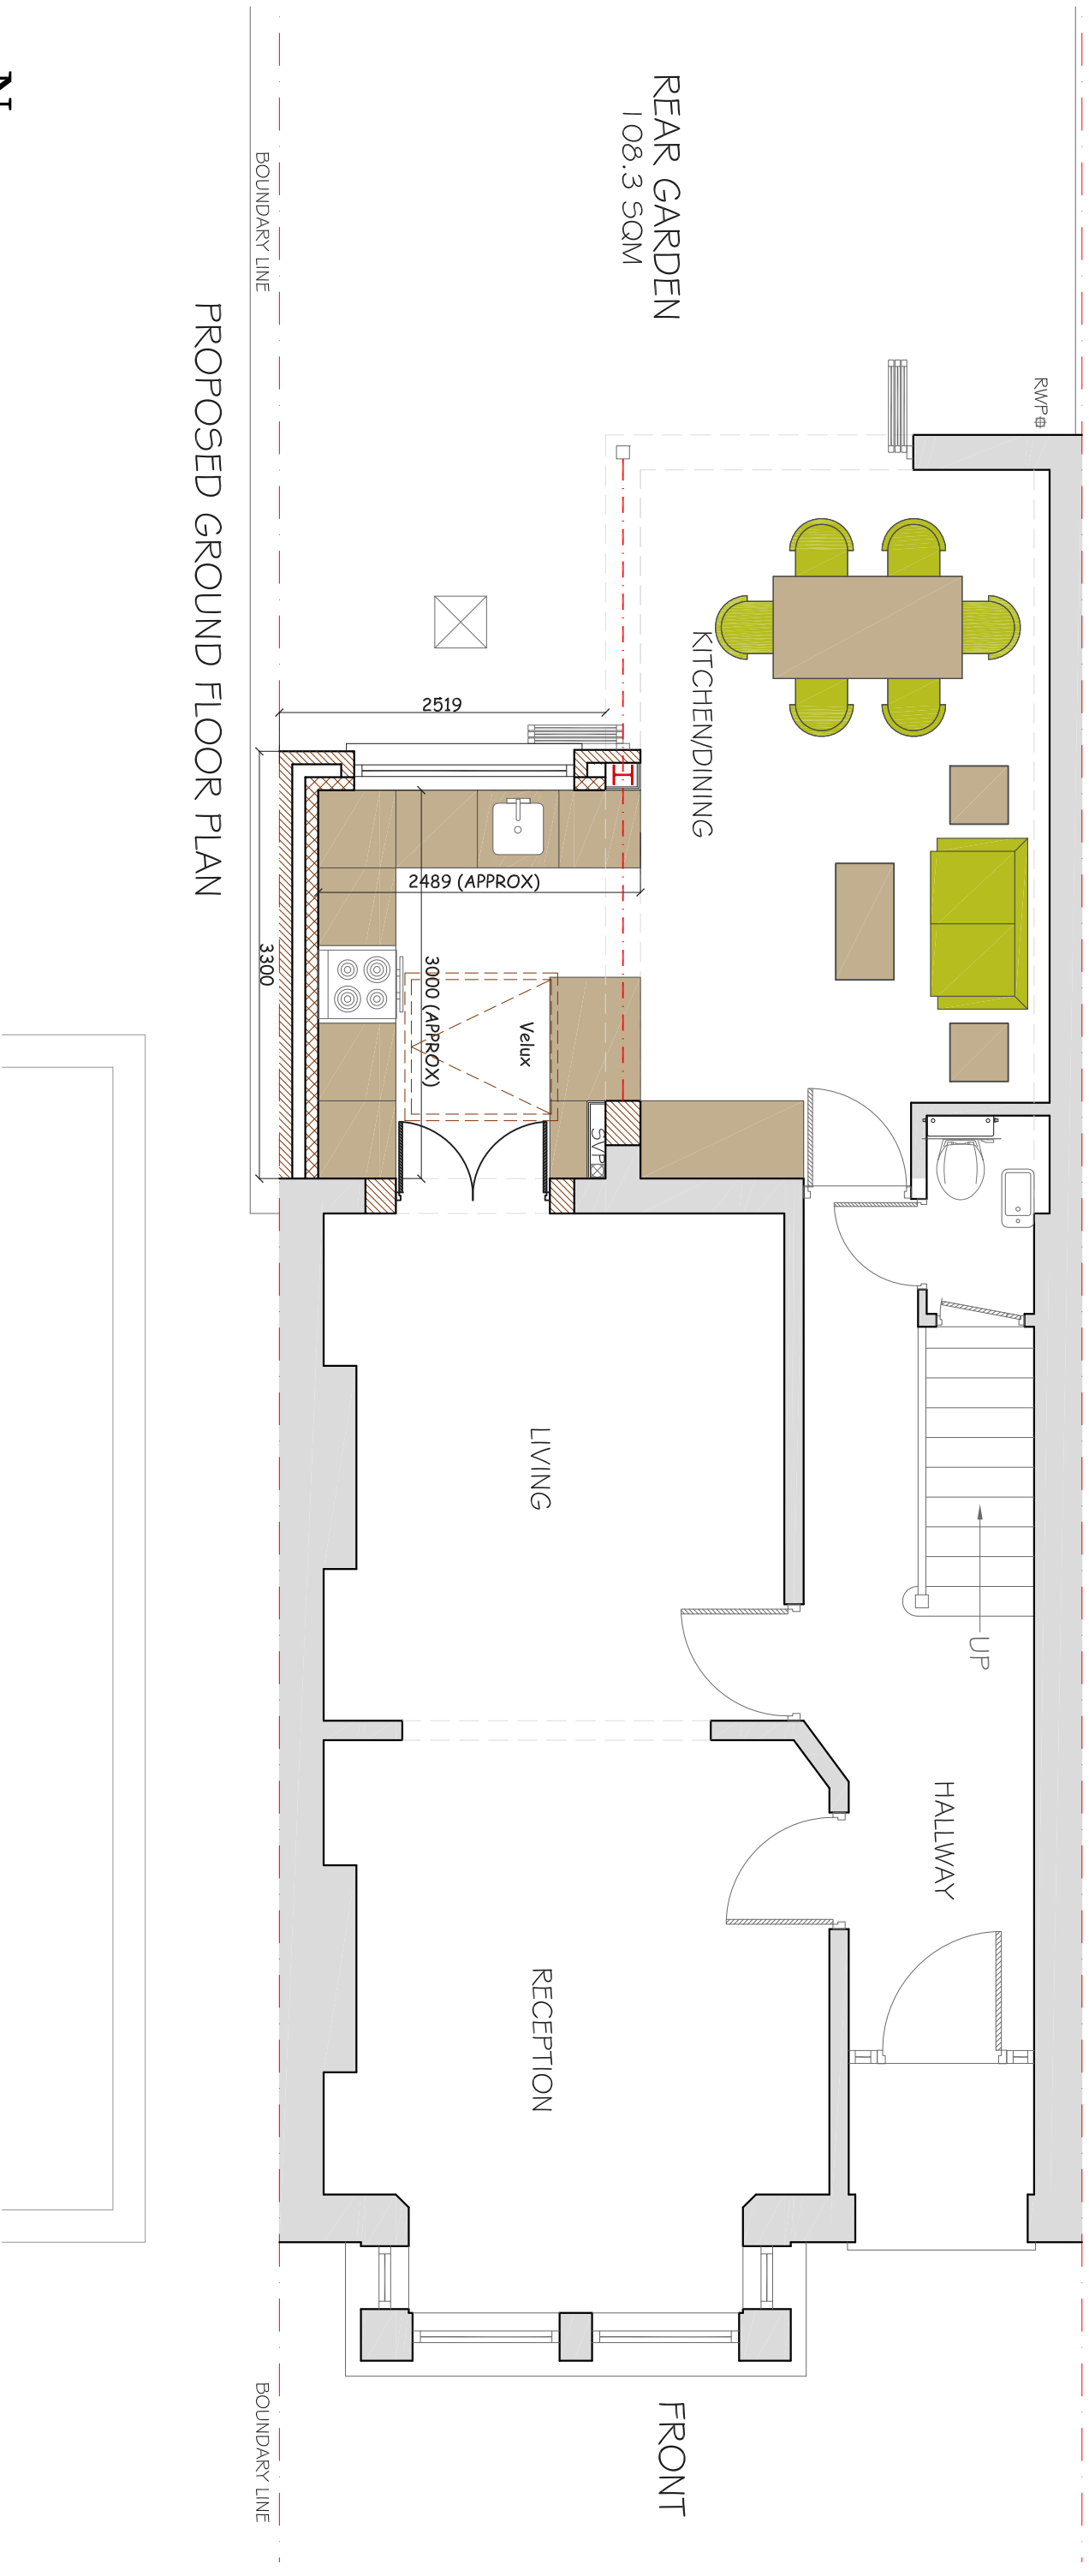 REAR GARDEN
108.3 SQM
BOUNDARY LINE
RWP
KITCHEN/DINING
2519
2489 (APPROX)
3000 (APPROX)
3300
Velux
SVP
LIVING
UP
HALLWAY
RECEPTION
FRONT
BOUNDARY LINE
PROPOSED GROUND FLOOR PLAN
N